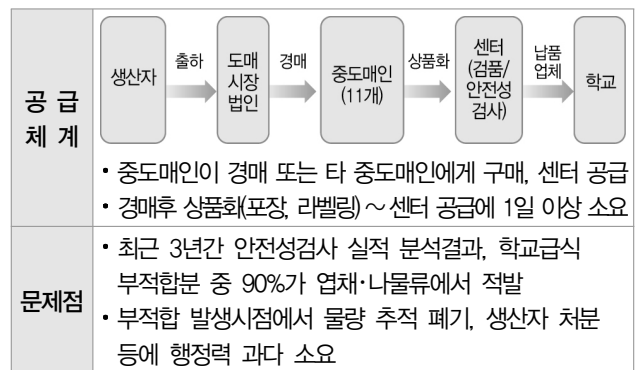 공 급
체 계
생산자
출하
도매
시장
법인
경매
중도매인
(11개)
상품화
센터
(검품/
안전성
검사)
납품
업체
학교
• 중도매인이 경매 또는 타 중도매인에게 구매, 센터 공급
• 경매후 상품화(포장, 라벨링)～센터 공급에 1일 이상 소요
문제점
• 최근 3년간 안전성검사 실적 분석결과, 학교급식
부적합분 중 90%가 엽채·나물류에서 적발
• 부적합 발생시점에서 물량 추적 폐기, 생산자 처분
등에 행정력 과다 소요